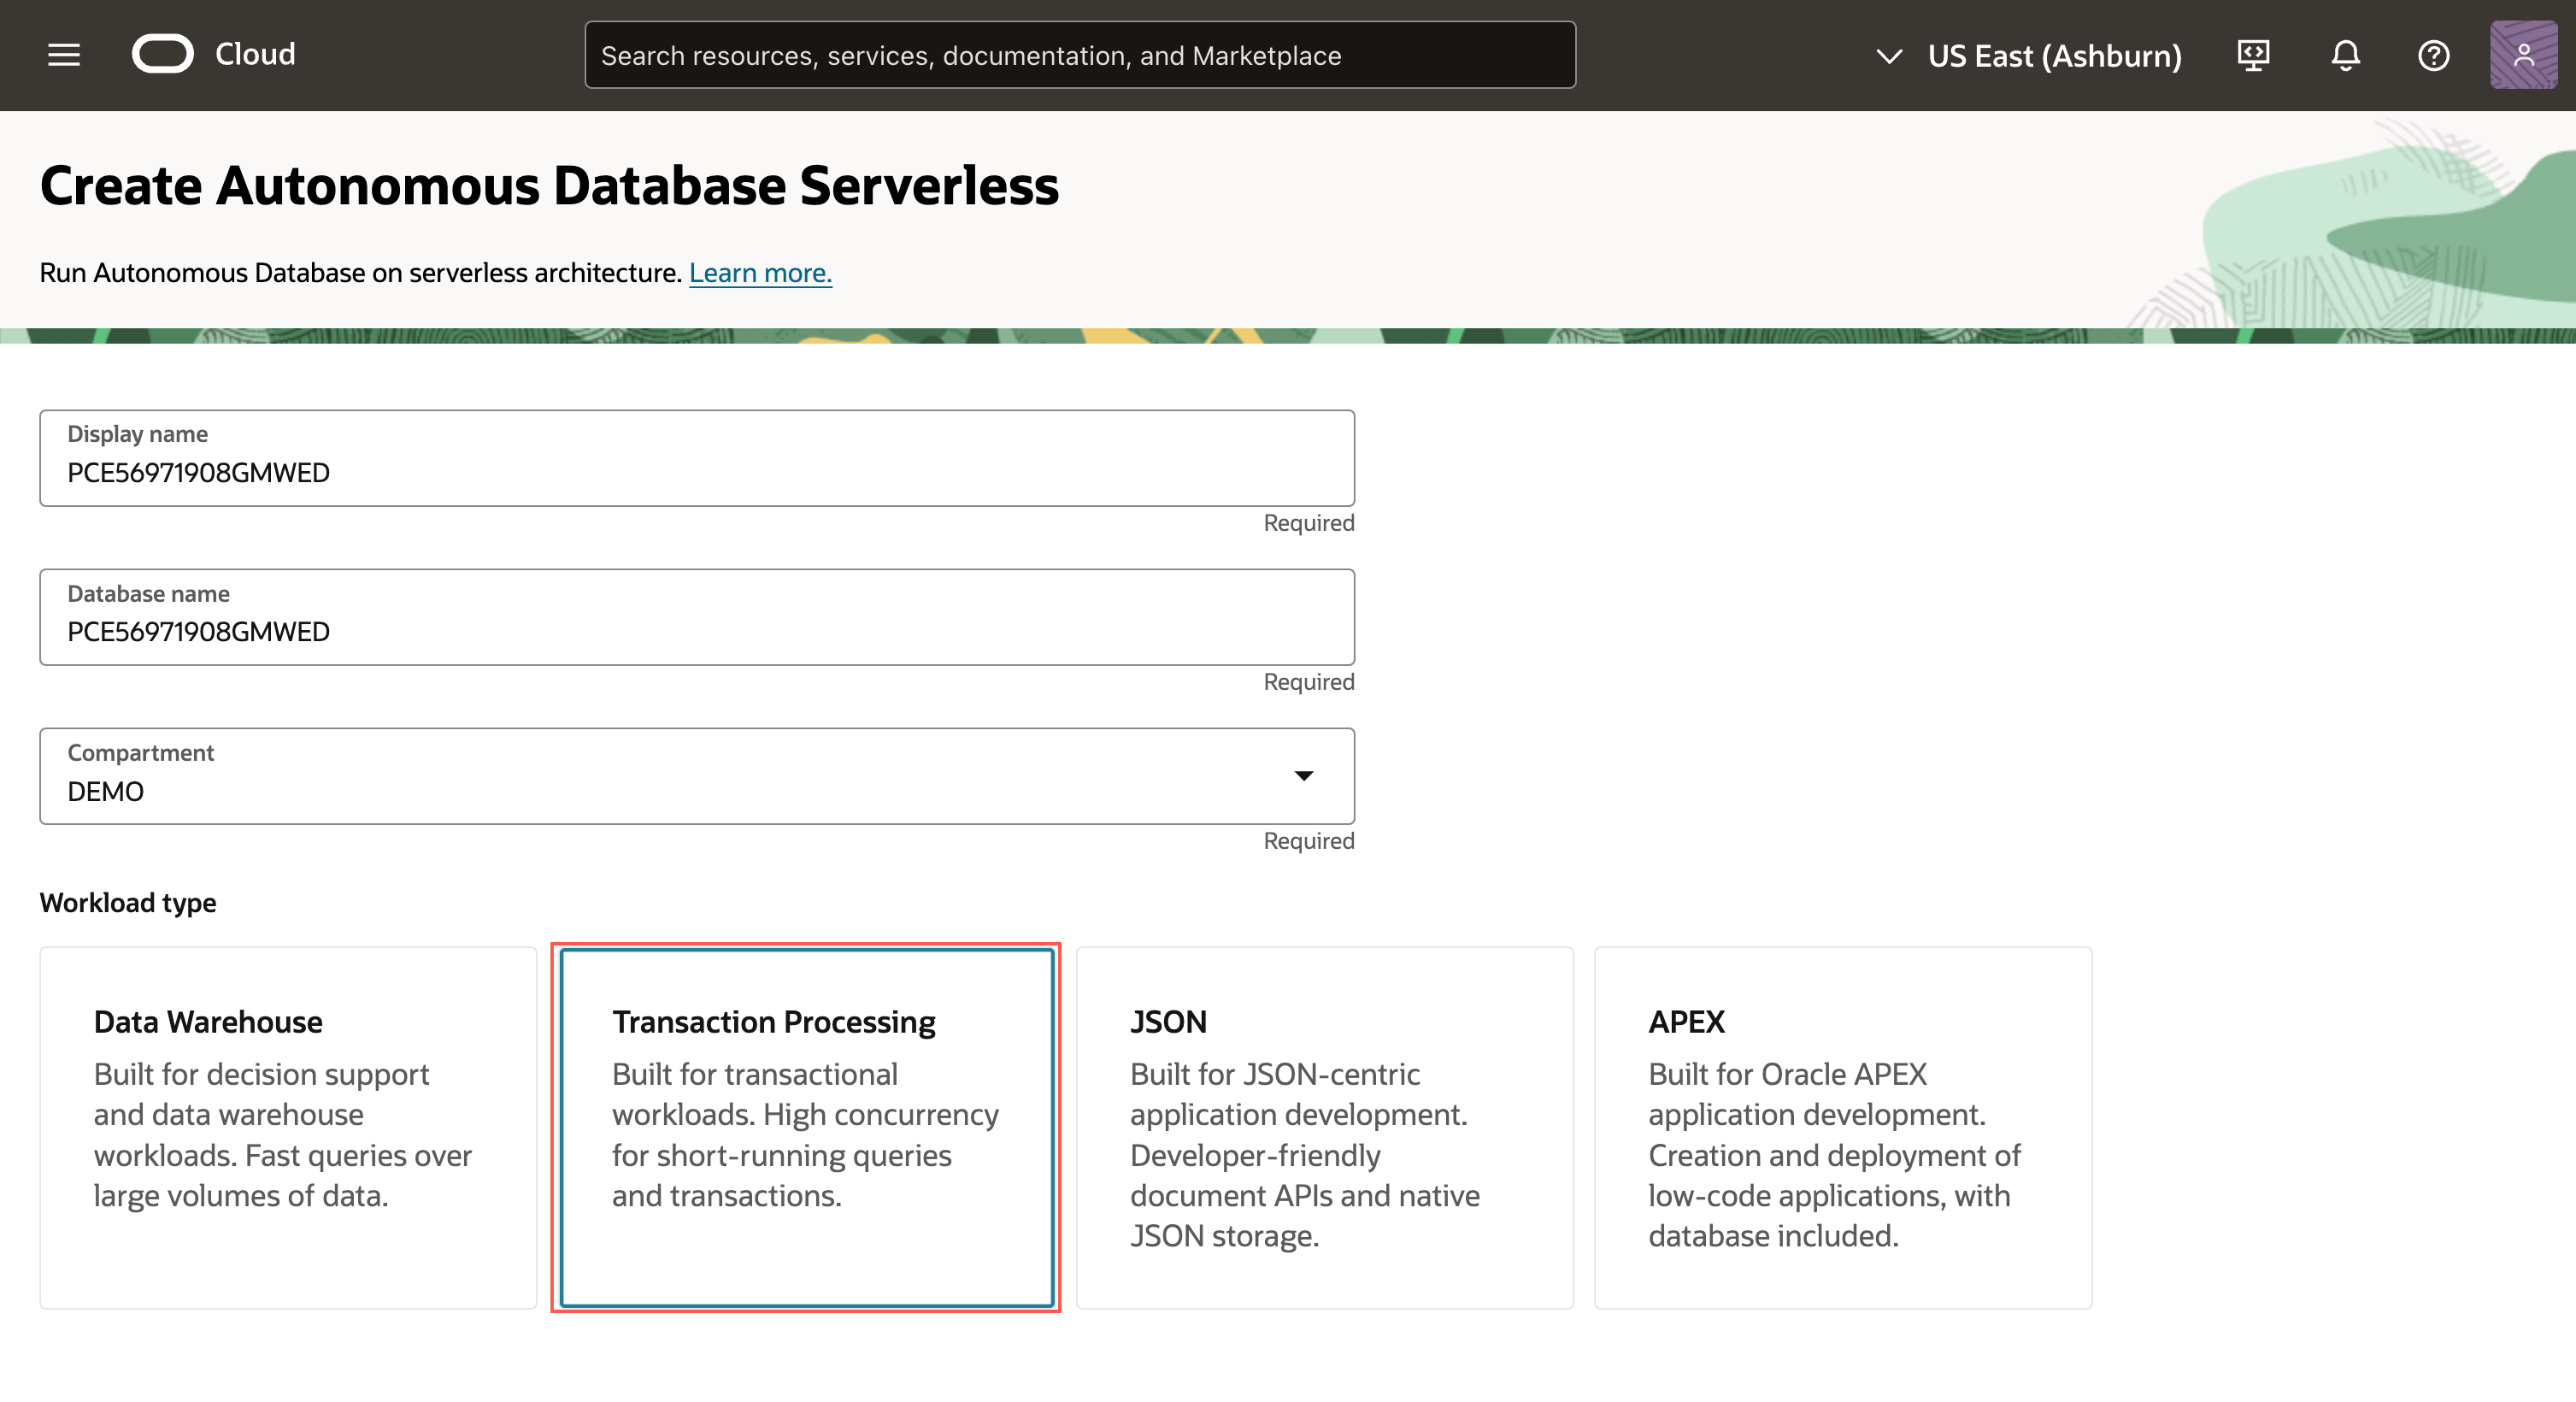 Cloud
Search resources, services, documentation, and Marketplace
US East (Ashburn)
Create Autonomous Database Serverless
Run Autonomous Database on serverless architecture. Learn more.
Display name
PCE56971908GMWED
Required
Database name
PCE56971908GMWED
Required
Compartment
DEMO
Required
Workload type
Data Warehouse
Built for decision support
and data warehouse
workloads. Fast queries over
large volumes of data.
Transaction Processing
Built for transactional
workloads. High concurrency
for short-running queries
and transactions.
JSON
Built for JSON-centric
application development.
Developer-friendly
document APIs and native
JSON storage.
APEX
Built for Oracle APEX
application development.
Creation and deployment of
low-code applications, with
database included.